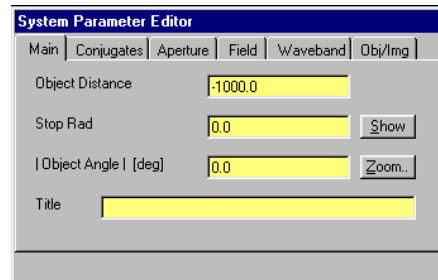 System Parameter Editor
Main Conjugates Aperture Field Waveband Obj/Img
Object Distance -1000.0
Stop Rad 0.0 Show
| Object Angle | [deg] 0.0 Zoom..
Title